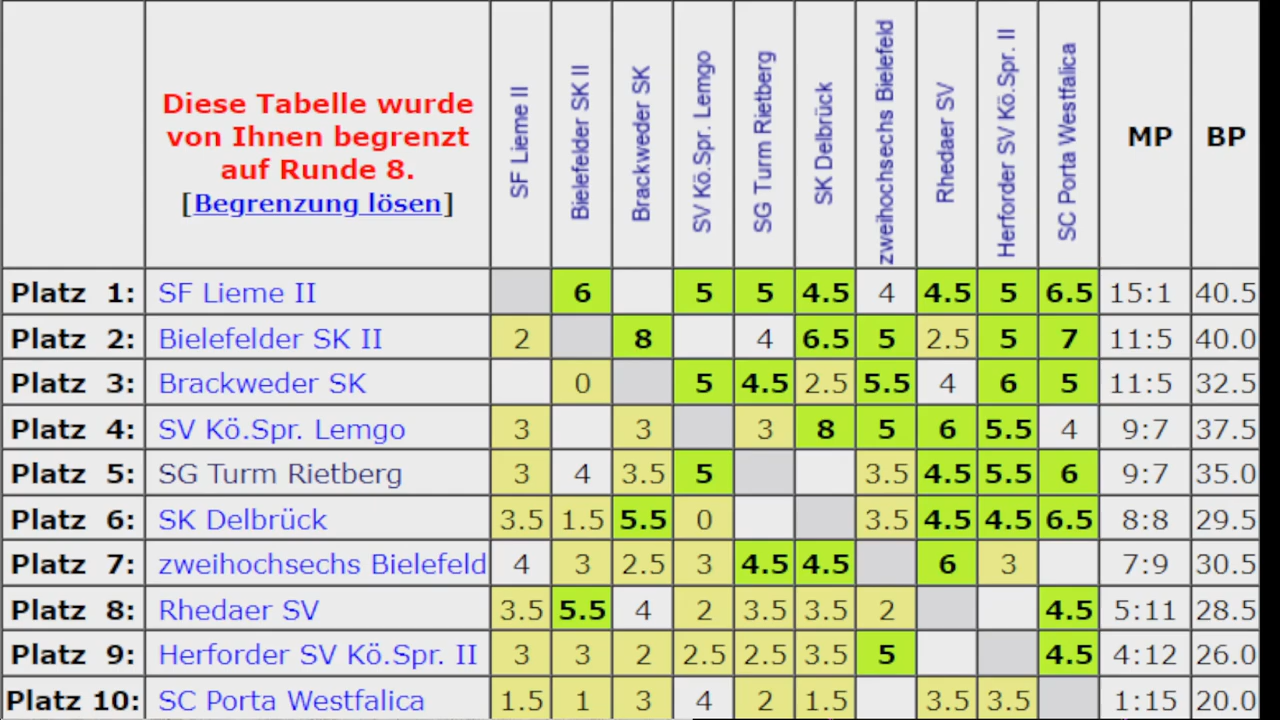 Diese Tabelle wurde
von Ihnen begrenzt
auf Runde 8.
[Begrenzung lösen]
SF Lieme II
Bielefelder SK II
Brackweder SK
SV Kö.Spr. Lemgo
SG Turm Rietberg
SK Delbrück
zweihochsechs Bielefeld
Rhedaer SV
Herforder SV Kö.Spr. II
SC Porta Westfalica
MP
BP
Platz 1: SF Lieme II 6 5 5 4.5 4 4.5 5 6.5 15:1 40.5
Platz 2: Bielefelder SK II 2 8 4 6.5 5 2.5 5 7 11:5 40.0
Platz 3: Brackweder SK 0 5 4.5 2.5 5.5 4 6 5 11:5 32.5
Platz 4: SV Kö.Spr. Lemgo 3 3 3 8 5 6 5.5 4 9:7 37.5
Platz 5: SG Turm Rietberg 3 4 3.5 5 3.5 4.5 5.5 6 9:7 35.0
Platz 6: SK Delbrück 3.5 1.5 5.5 0 3.5 4.5 4.5 6.5 8:8 29.5
Platz 7: zweihochsechs Bielefeld 4 3 2.5 3 4.5 4.5 6 3 7:9 30.5
Platz 8: Rhedaer SV 3.5 5.5 4 2 3.5 3.5 2 4.5 5:11 28.5
Platz 9: Herforder SV Kö.Spr. II 3 3 2 2.5 2.5 3.5 5 4.5 4:12 26.0
Platz 10: SC Porta Westfalica 1.5 1 3 4 2 1.5 3.5 3.5 1:15 20.0